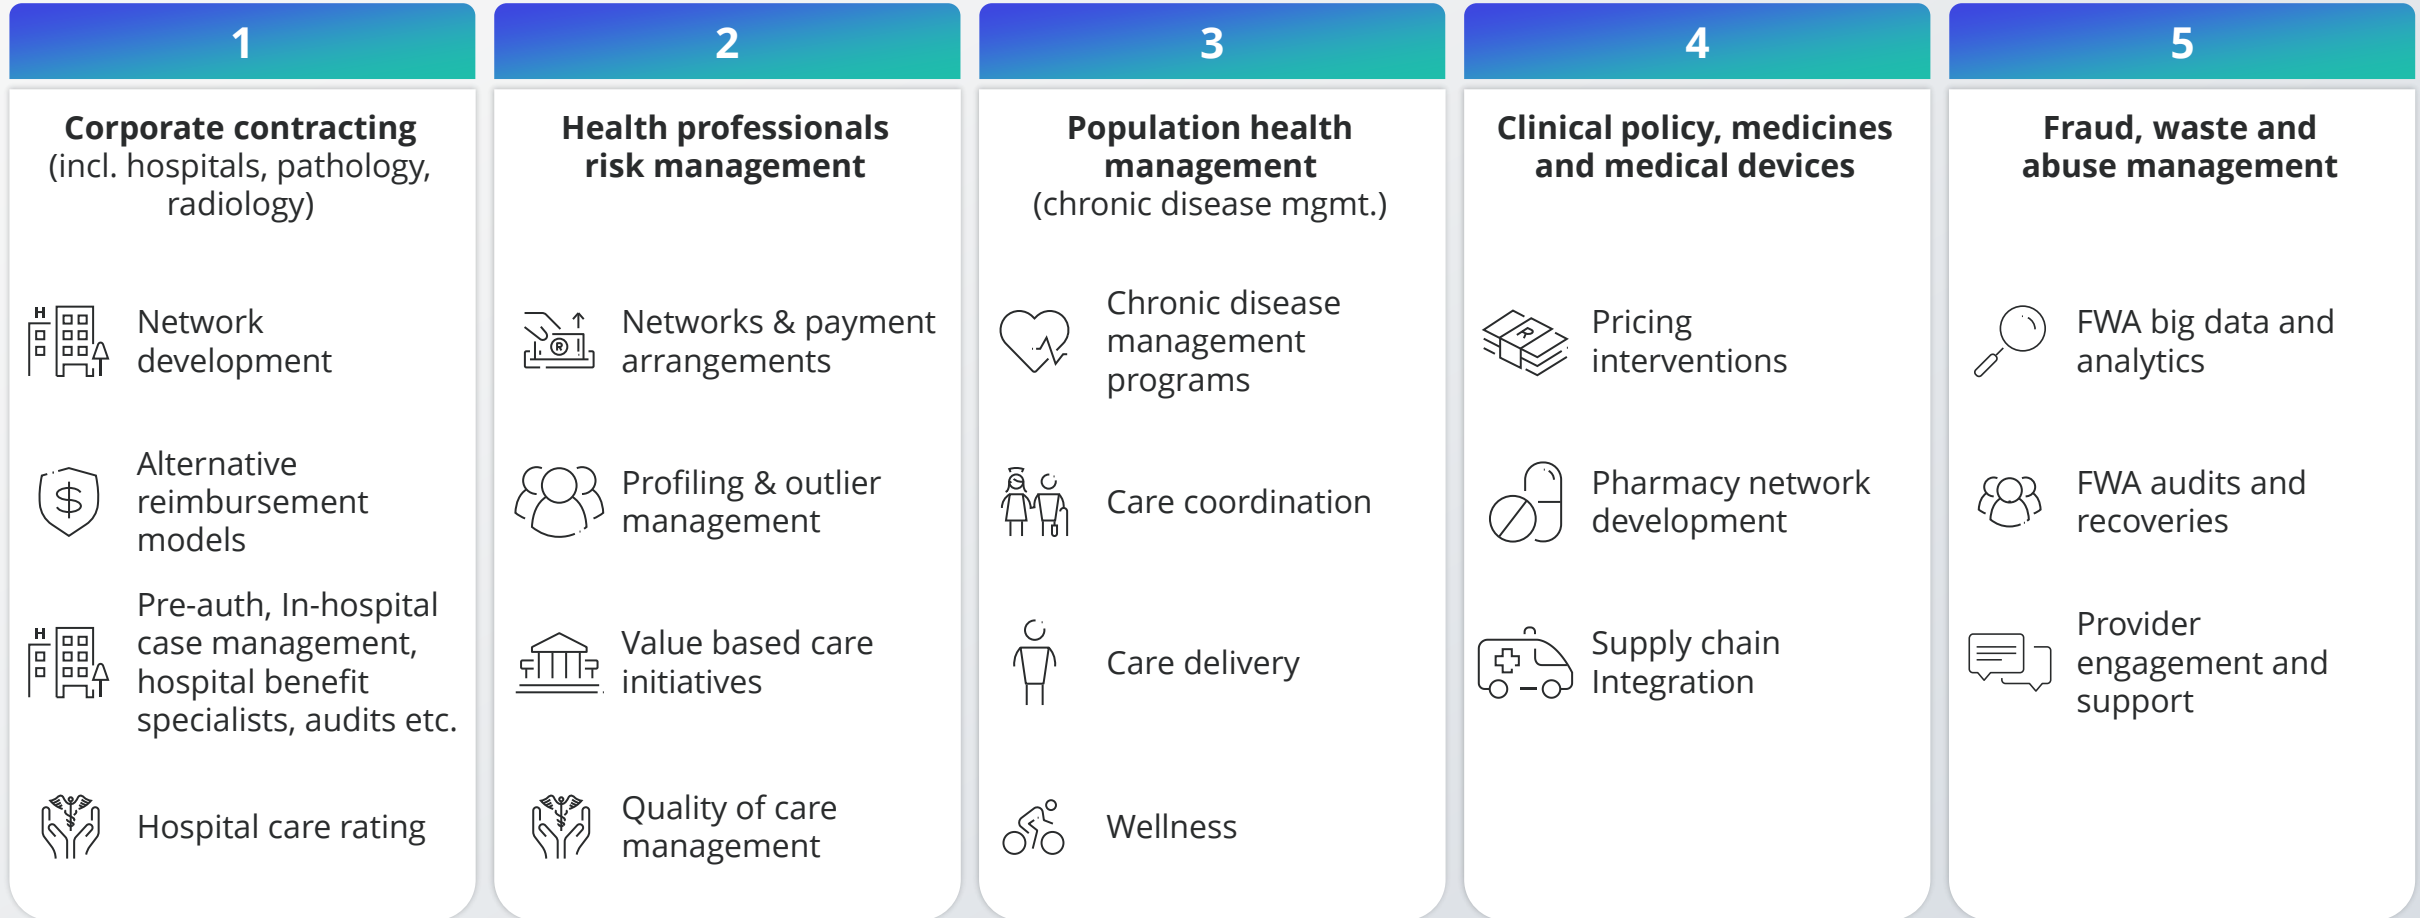 1
Corporate contracting
(incl. hospitals, pathology,
radiology)
H
Network
development
$
Alternative
reimbursement
models
H
Pre-auth, In-hospital
case management,
hospital benefit
specialists, audits etc.
Hospital care rating
2
Health professionals
risk management
R
Networks & payment
arrangements
Profiling & outlier
management
Value based care
initiatives
Quality of care
management
3
Population health
management
(chronic disease mgmt.)
Chronic disease
management
programs
Care coordination
Care delivery
Wellness
4
Clinical policy, medicines
and medical devices
R
Pricing
interventions
Pharmacy network
development
Supply chain
Integration
5
Fraud, waste and
abuse management
FWA big data and
analytics
FWA audits and
recoveries
Provider
engagement and
support